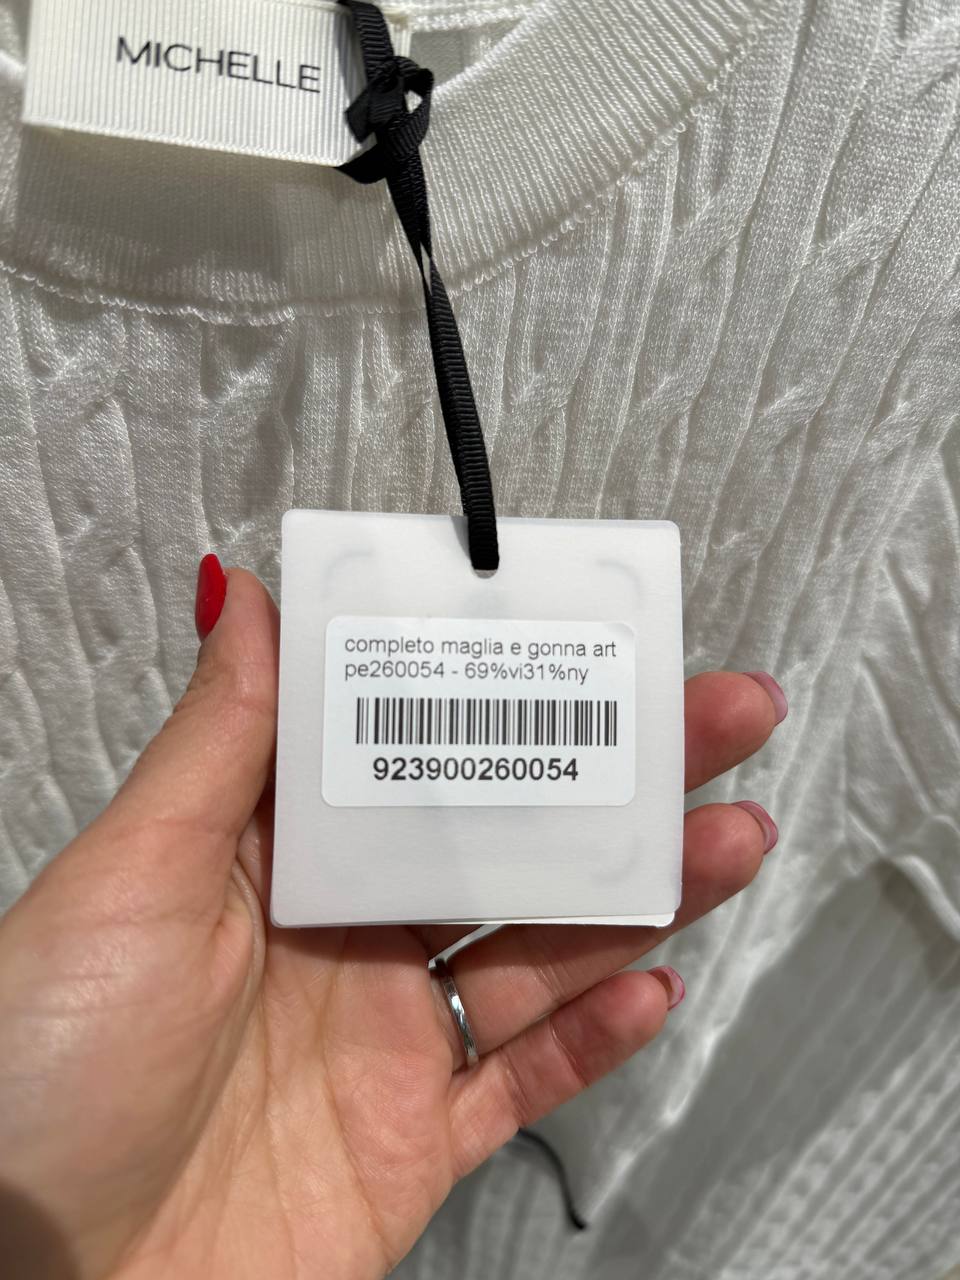 MICHELLE
completo maglia e gonna art
pe260054 - 69%vi31%ny
923900260054